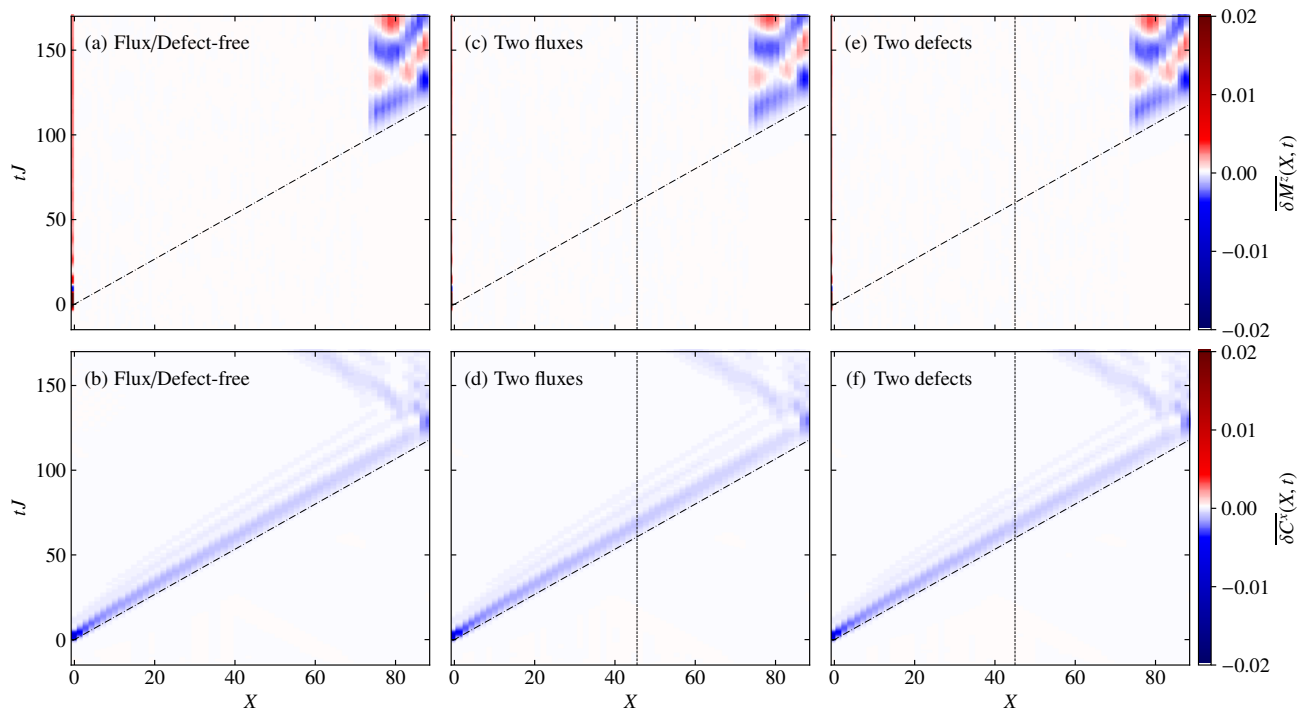 (a) Flux/Defect-free
(c) Two fluxes
(e) Two defects
tJ
150
100
50
0
0.02
0.01
0.00
−0.01
−0.02
δM^z(X, t)
(b) Flux/Defect-free
(d) Two fluxes
(f) Two defects
tJ
150
100
50
0
0.02
0.01
0.00
−0.01
−0.02
δC^x(X, t)
0 20 40 60 80
0 20 40 60 80
0 20 40 60 80
X
X
X